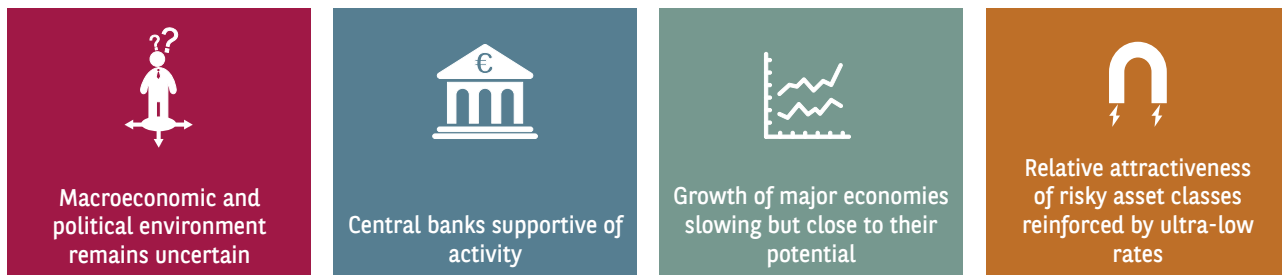 ??
Macroeconomic and
political environment
remains uncertain
€
Central banks supportive of
activity
Growth of major economies
slowing but close to their
potential
Relative attractiveness
of risky asset classes
reinforced by ultra-low
rates